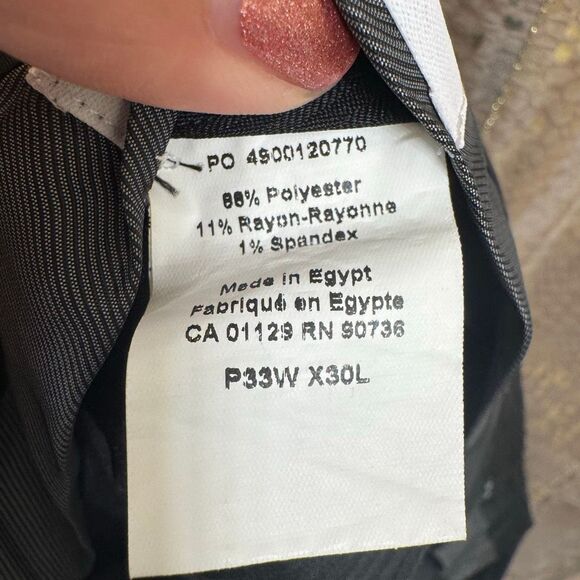 PO 4900120770
88% Polyester
11% Rayon-Rayonne
1% Spandex
Made in Egypt
Fabriqué en Egypte
CA 01129 RN 90736
P33W X30L